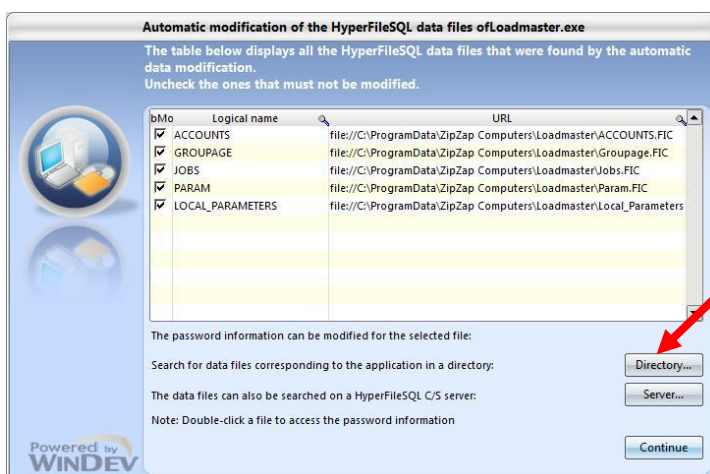 Automatic modification of the HyperFileSQL data files ofLoadmaster.exe
The table below displays all the HyperFileSQL data files that were found by the automatic
data modification.
Uncheck the ones that must not be modified.
bMo Logical name URL
ACCOUNTS file://C:\ProgramData\ZipZap Computers\Loadmaster\ACCOUNTS.FIC
GROUPAGE file://C:\ProgramData\ZipZap Computers\Loadmaster\Groupage.FIC
JOBS file://C:\ProgramData\ZipZap Computers\Loadmaster\Jobs.FIC
PARAM file://C:\ProgramData\ZipZap Computers\Loadmaster\Param.FIC
LOCAL_PARAMETERS file://C:\ProgramData\ZipZap Computers\Loadmaster\Local_Parameters
The password information can be modified for the selected file:
Search for data files corresponding to the application in a directory: Directory...
The data files can also be searched on a HyperFileSQL C/S server: Server...
Note: Double-click a file to access the password information
Continue
Powered by
WINDEV